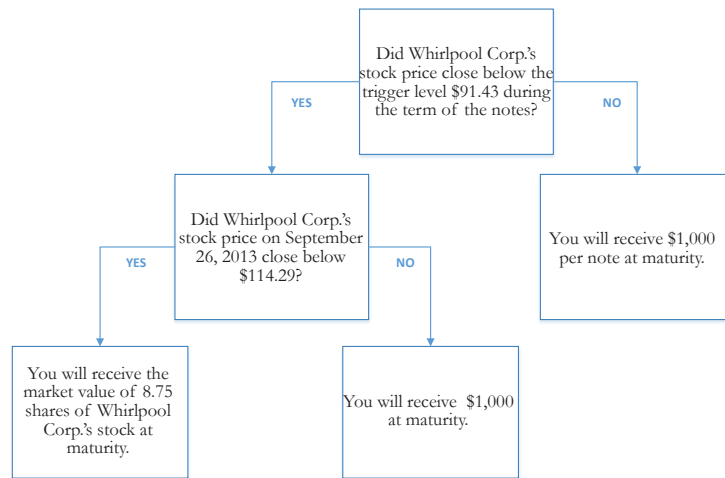 Did Whirlpool Corp.'s
stock price close below the
trigger level $91.43 during
the term of the notes?
YES
NO
Did Whirlpool Corp.'s
stock price on September
26, 2013 close below
$114.29?
You will receive $1,000
per note at maturity.
YES
NO
You will receive the
market value of 8.75
shares of Whirlpool
Corp.'s stock at
maturity.
You will receive $1,000
at maturity.